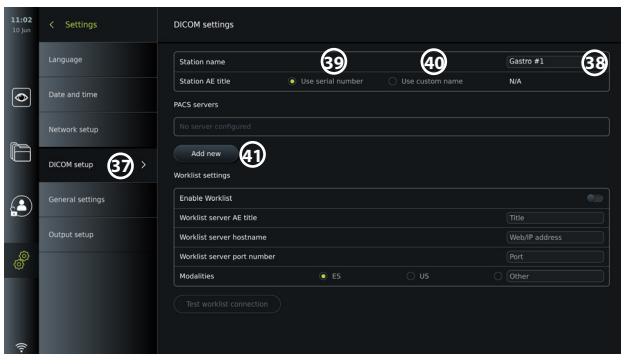 11:02
10 Jun
Settings
DICOM settings
Language
Date and time
Network setup
DICOM setup 37
General settings
Output setup
Station name 39 40 Gastro #1 38
Station AE title Use serial number Use custom name N/A
PACS servers
No server configured
Add new 41
Worklist settings
Enable Worklist
Worklist server AE title Title
Worklist server hostname Web/IP address
Worklist server port number Port
Modalities ES US Other
Test worklist connection